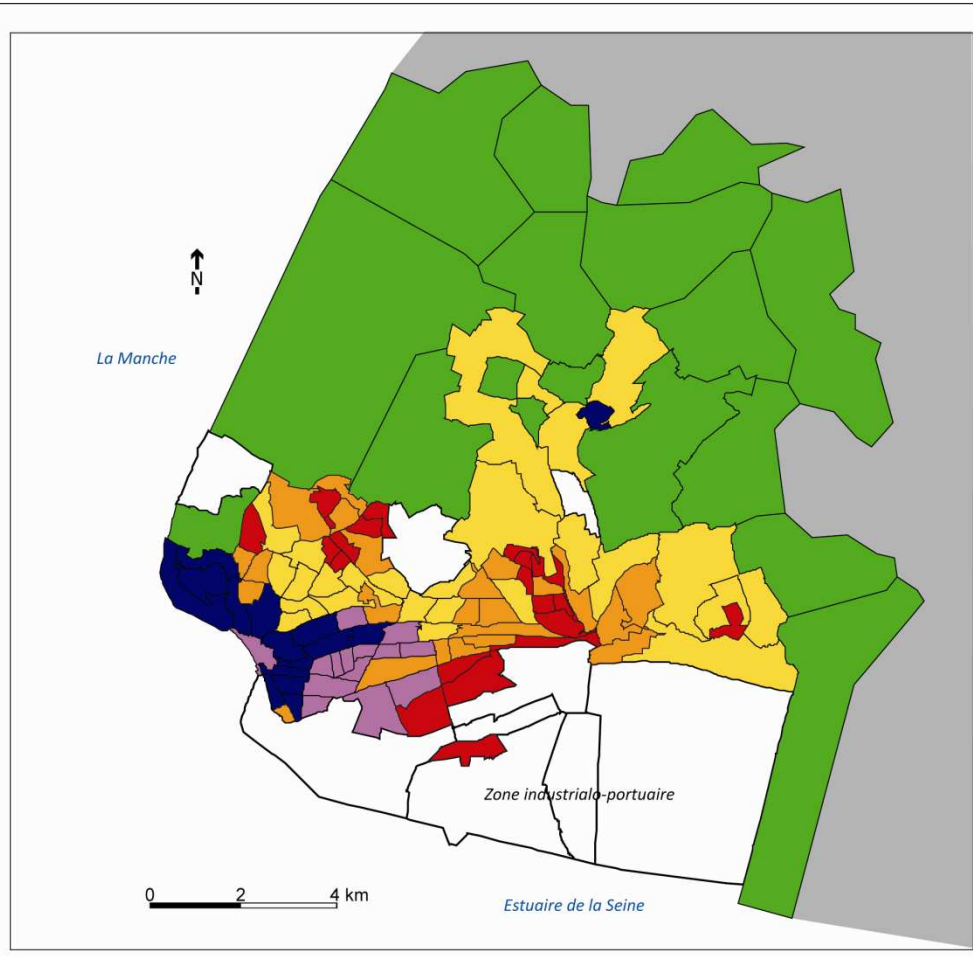 N
La Manche
Zone industrialo-portuaire
0 2 4 km
Estuaire de la Seine